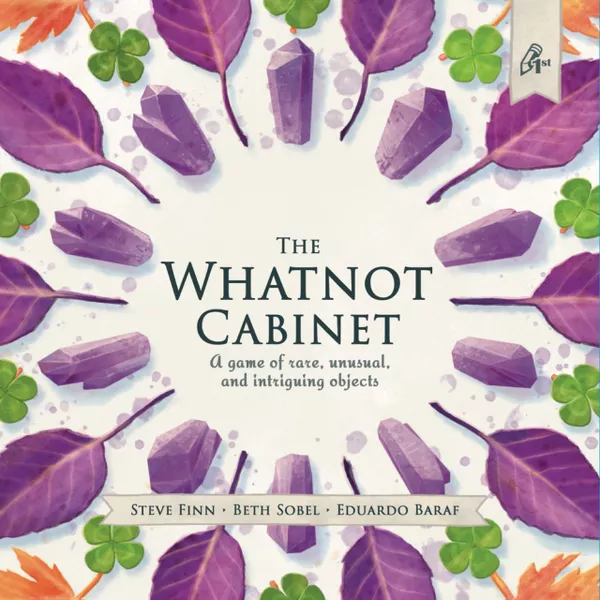 1st
THE
WHATNOT
CABINET
A game of rare, unusual,
and intriguing objects
STEVE FINN · BETH SOBEL · EDUARDO BARAF